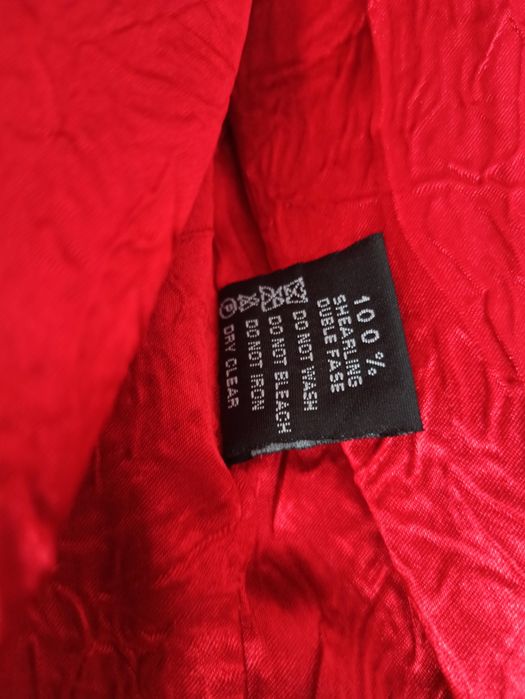 100%
SHEARLING
DUBLE FASE
DO NOT WASH
DO NOT BLEACH
DO NOT IRON
DRY CLEAR
P